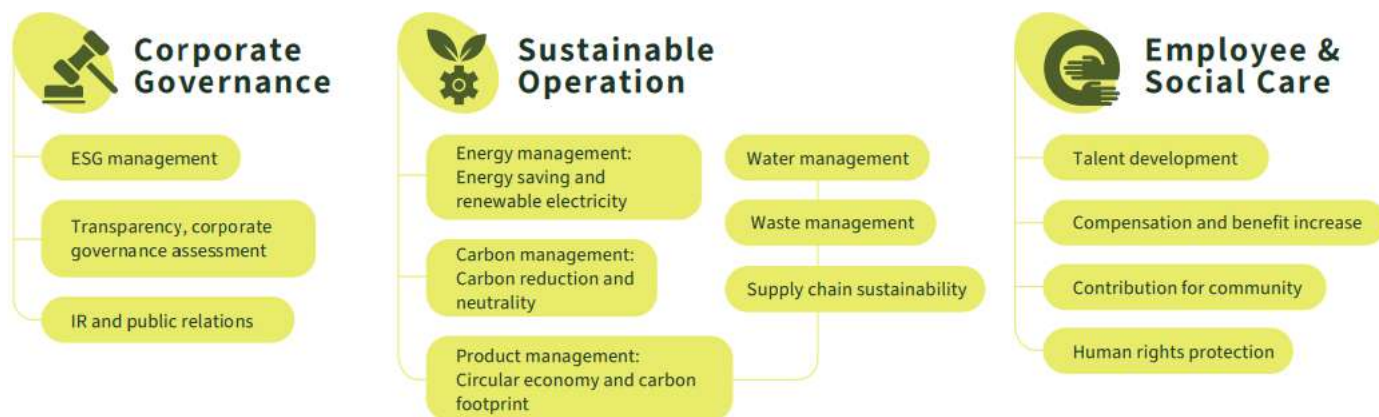 Corporate
Governance
ESG management
Transparency, corporate
governance assessment
IR and public relations
Sustainable
Operation
Energy management:
Energy saving and
renewable electricity
Carbon management:
Carbon reduction and
neutrality
Product management:
Circular economy and carbon
footprint
Water management
Waste management
Supply chain sustainability
Employee &
Social Care
Talent development
Compensation and benefit increase
Contribution for community
Human rights protection